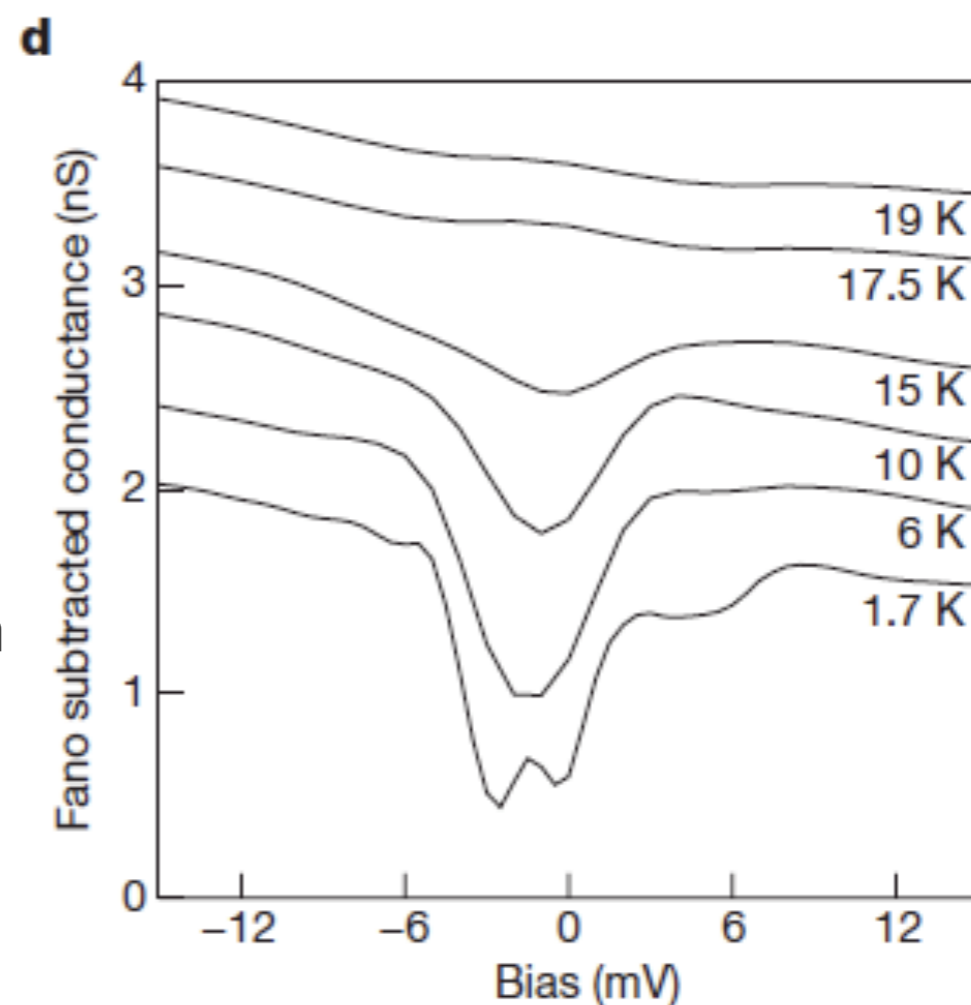 d
4
3
2
1
0
Fano subtracted conductance (nS)
19 K
17.5 K
15 K
10 K
6 K
1.7 K
−12 −6 0 6 12
Bias (mV)